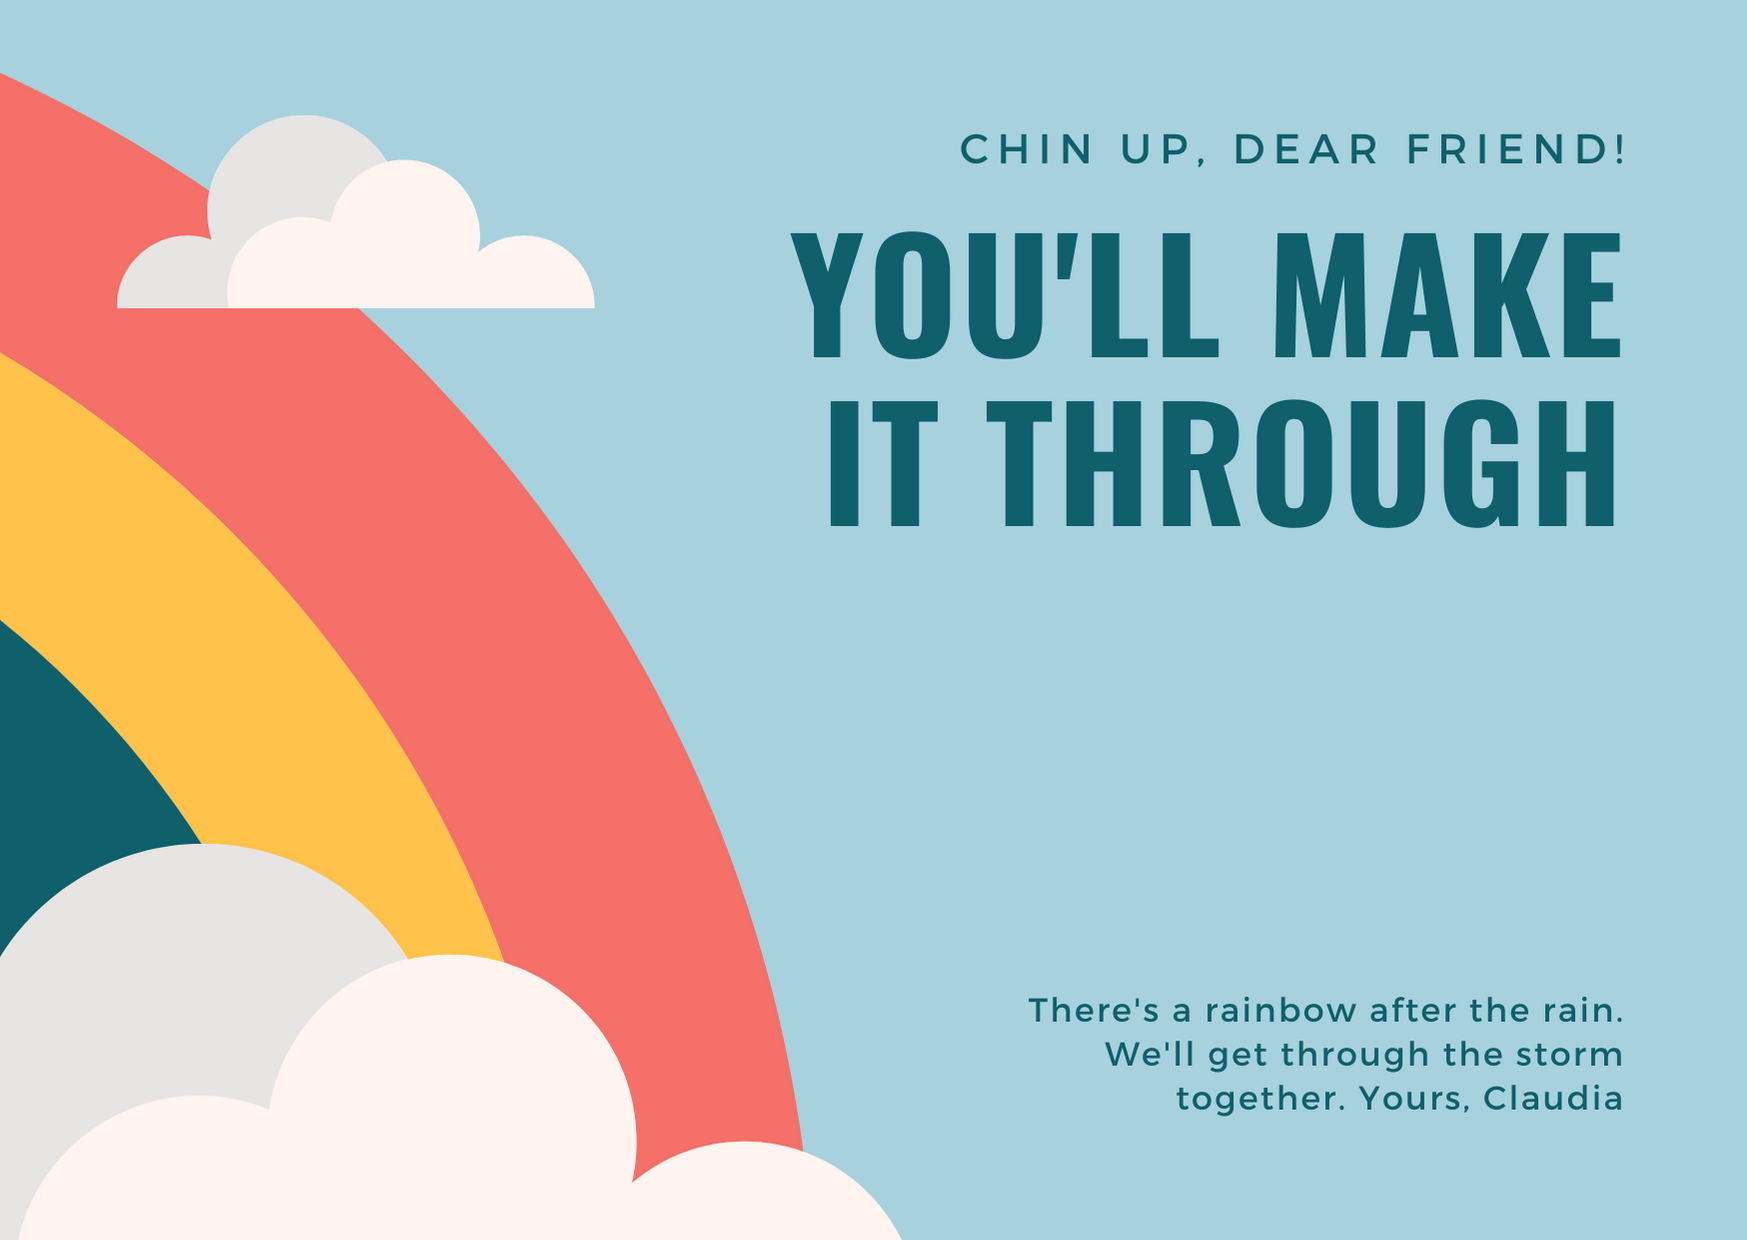 CHIN UP, DEAR FRIEND!
YOU'LL MAKE
IT THROUGH
There's a rainbow after the rain.
We'll get through the storm
together. Yours, Claudia